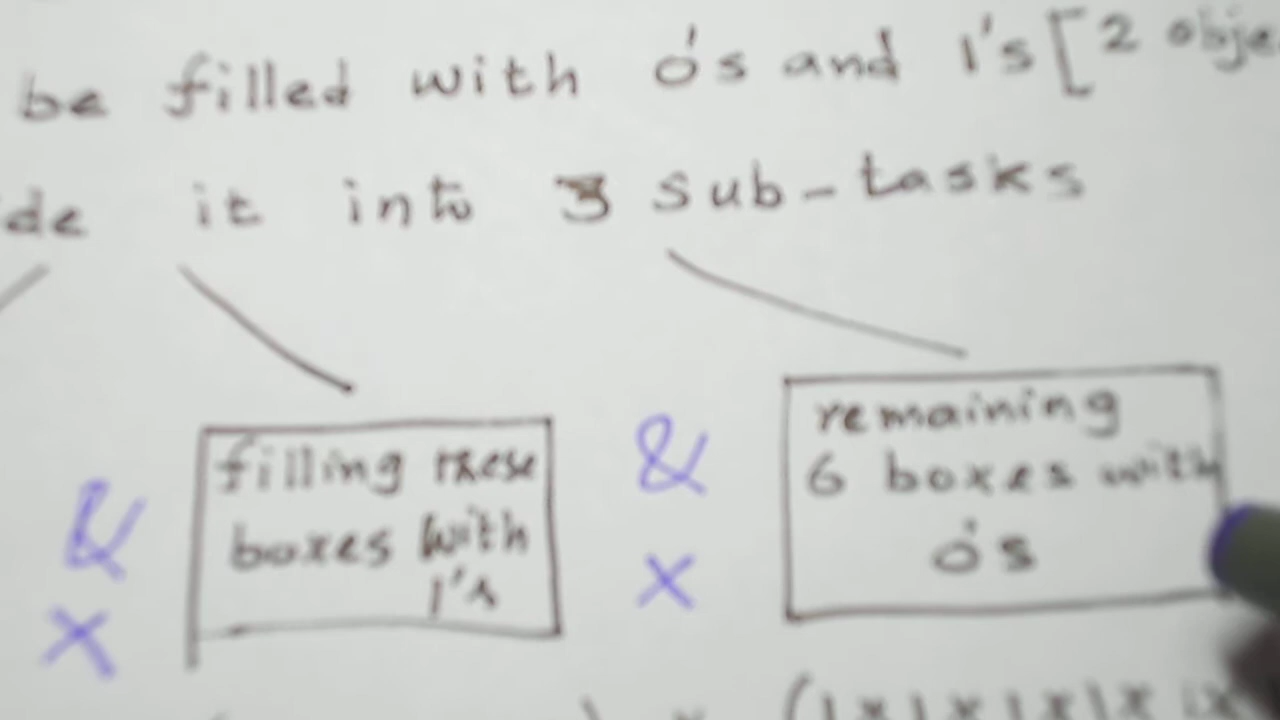 be filled with 0's and 1's [2 obje
de it into 3 sub-tasks
& filling these boxes with 1's
& remaining 6 boxes with 0's
x x
(1x1x1x1x1x